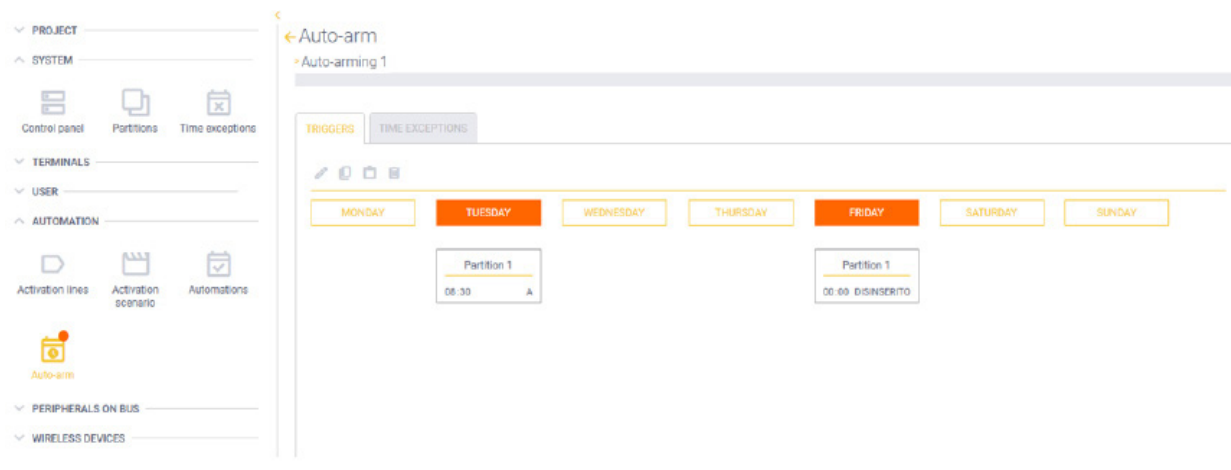 PROJECT
SYSTEM
Control panel
Partitions
Time exceptions
TERMINALS
USER
AUTOMATION
Activation lines
Activation scenario
Automations
Auto-arm
PERIPHERALS ON BUS
WIRELESS DEVICES
Auto-arm
Auto-arming 1
TRIGGERS
TIME EXCEPTIONS
MONDAY
TUESDAY
WEDNESDAY
THURSDAY
FRIDAY
SATURDAY
SUNDAY
Partition 1
08:30 A
Partition 1
00:00 DISINSERITO